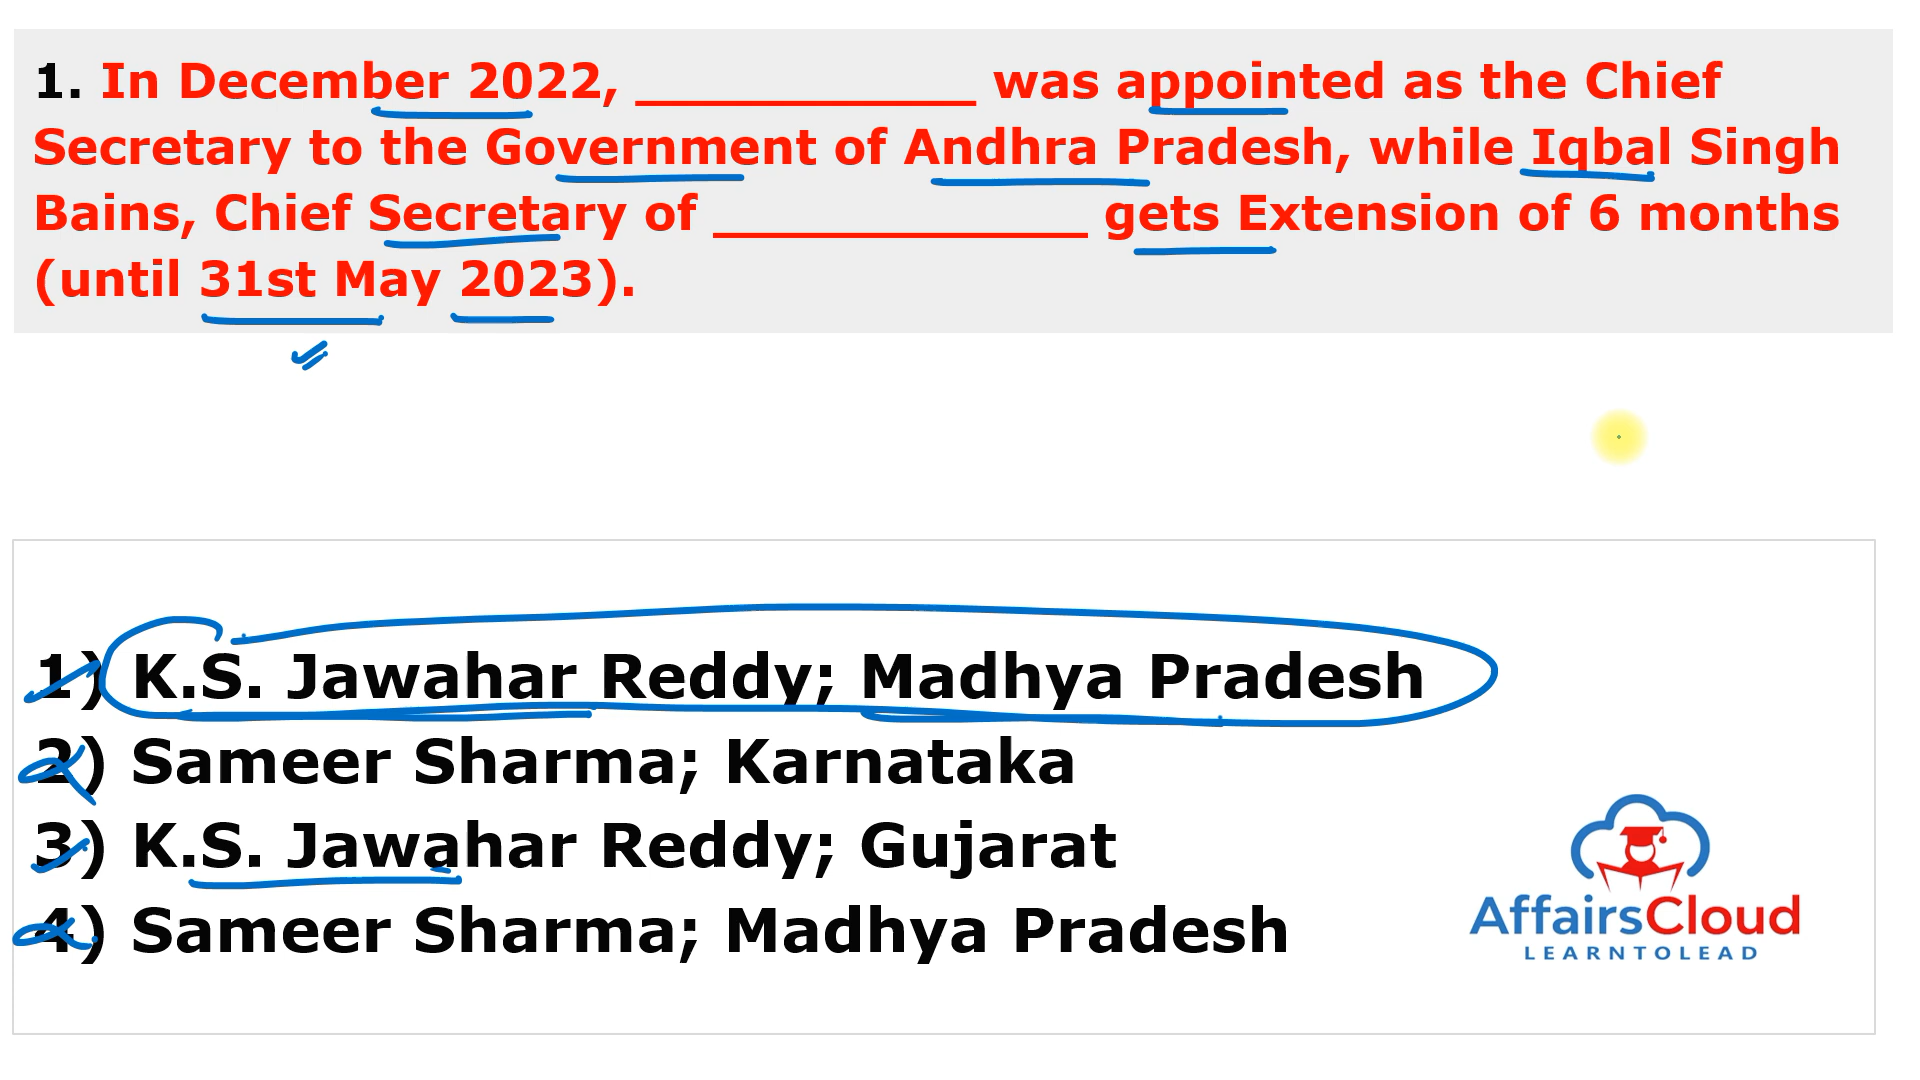 1. In December 2022, ______________ was appointed as the Chief
Secretary to the Government of Andhra Pradesh, while Iqbal Singh
Bains, Chief Secretary of ________________ gets Extension of 6 months
(until 31st May 2023).
1) K.S. Jawahar Reddy; Madhya Pradesh
2) Sameer Sharma; Karnataka
3) K.S. Jawahar Reddy; Gujarat
4) Sameer Sharma; Madhya Pradesh
AffairsCloud
LEARNTOLEAD